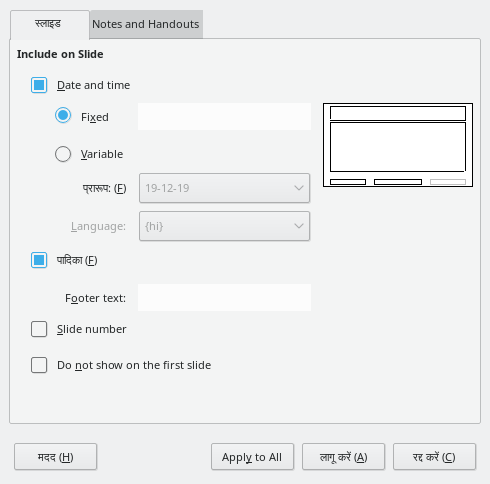 स्लाइड Notes and Handouts
Include on Slide
Date and time
Fixed
Variable
प्रारूप: (F) 19-12-19
Language: {hi}
पादिका (F)
Footer text:
Slide number
Do not show on the first slide
मदद (H) Apply to All लागू करें (A) रद्द करें (C)